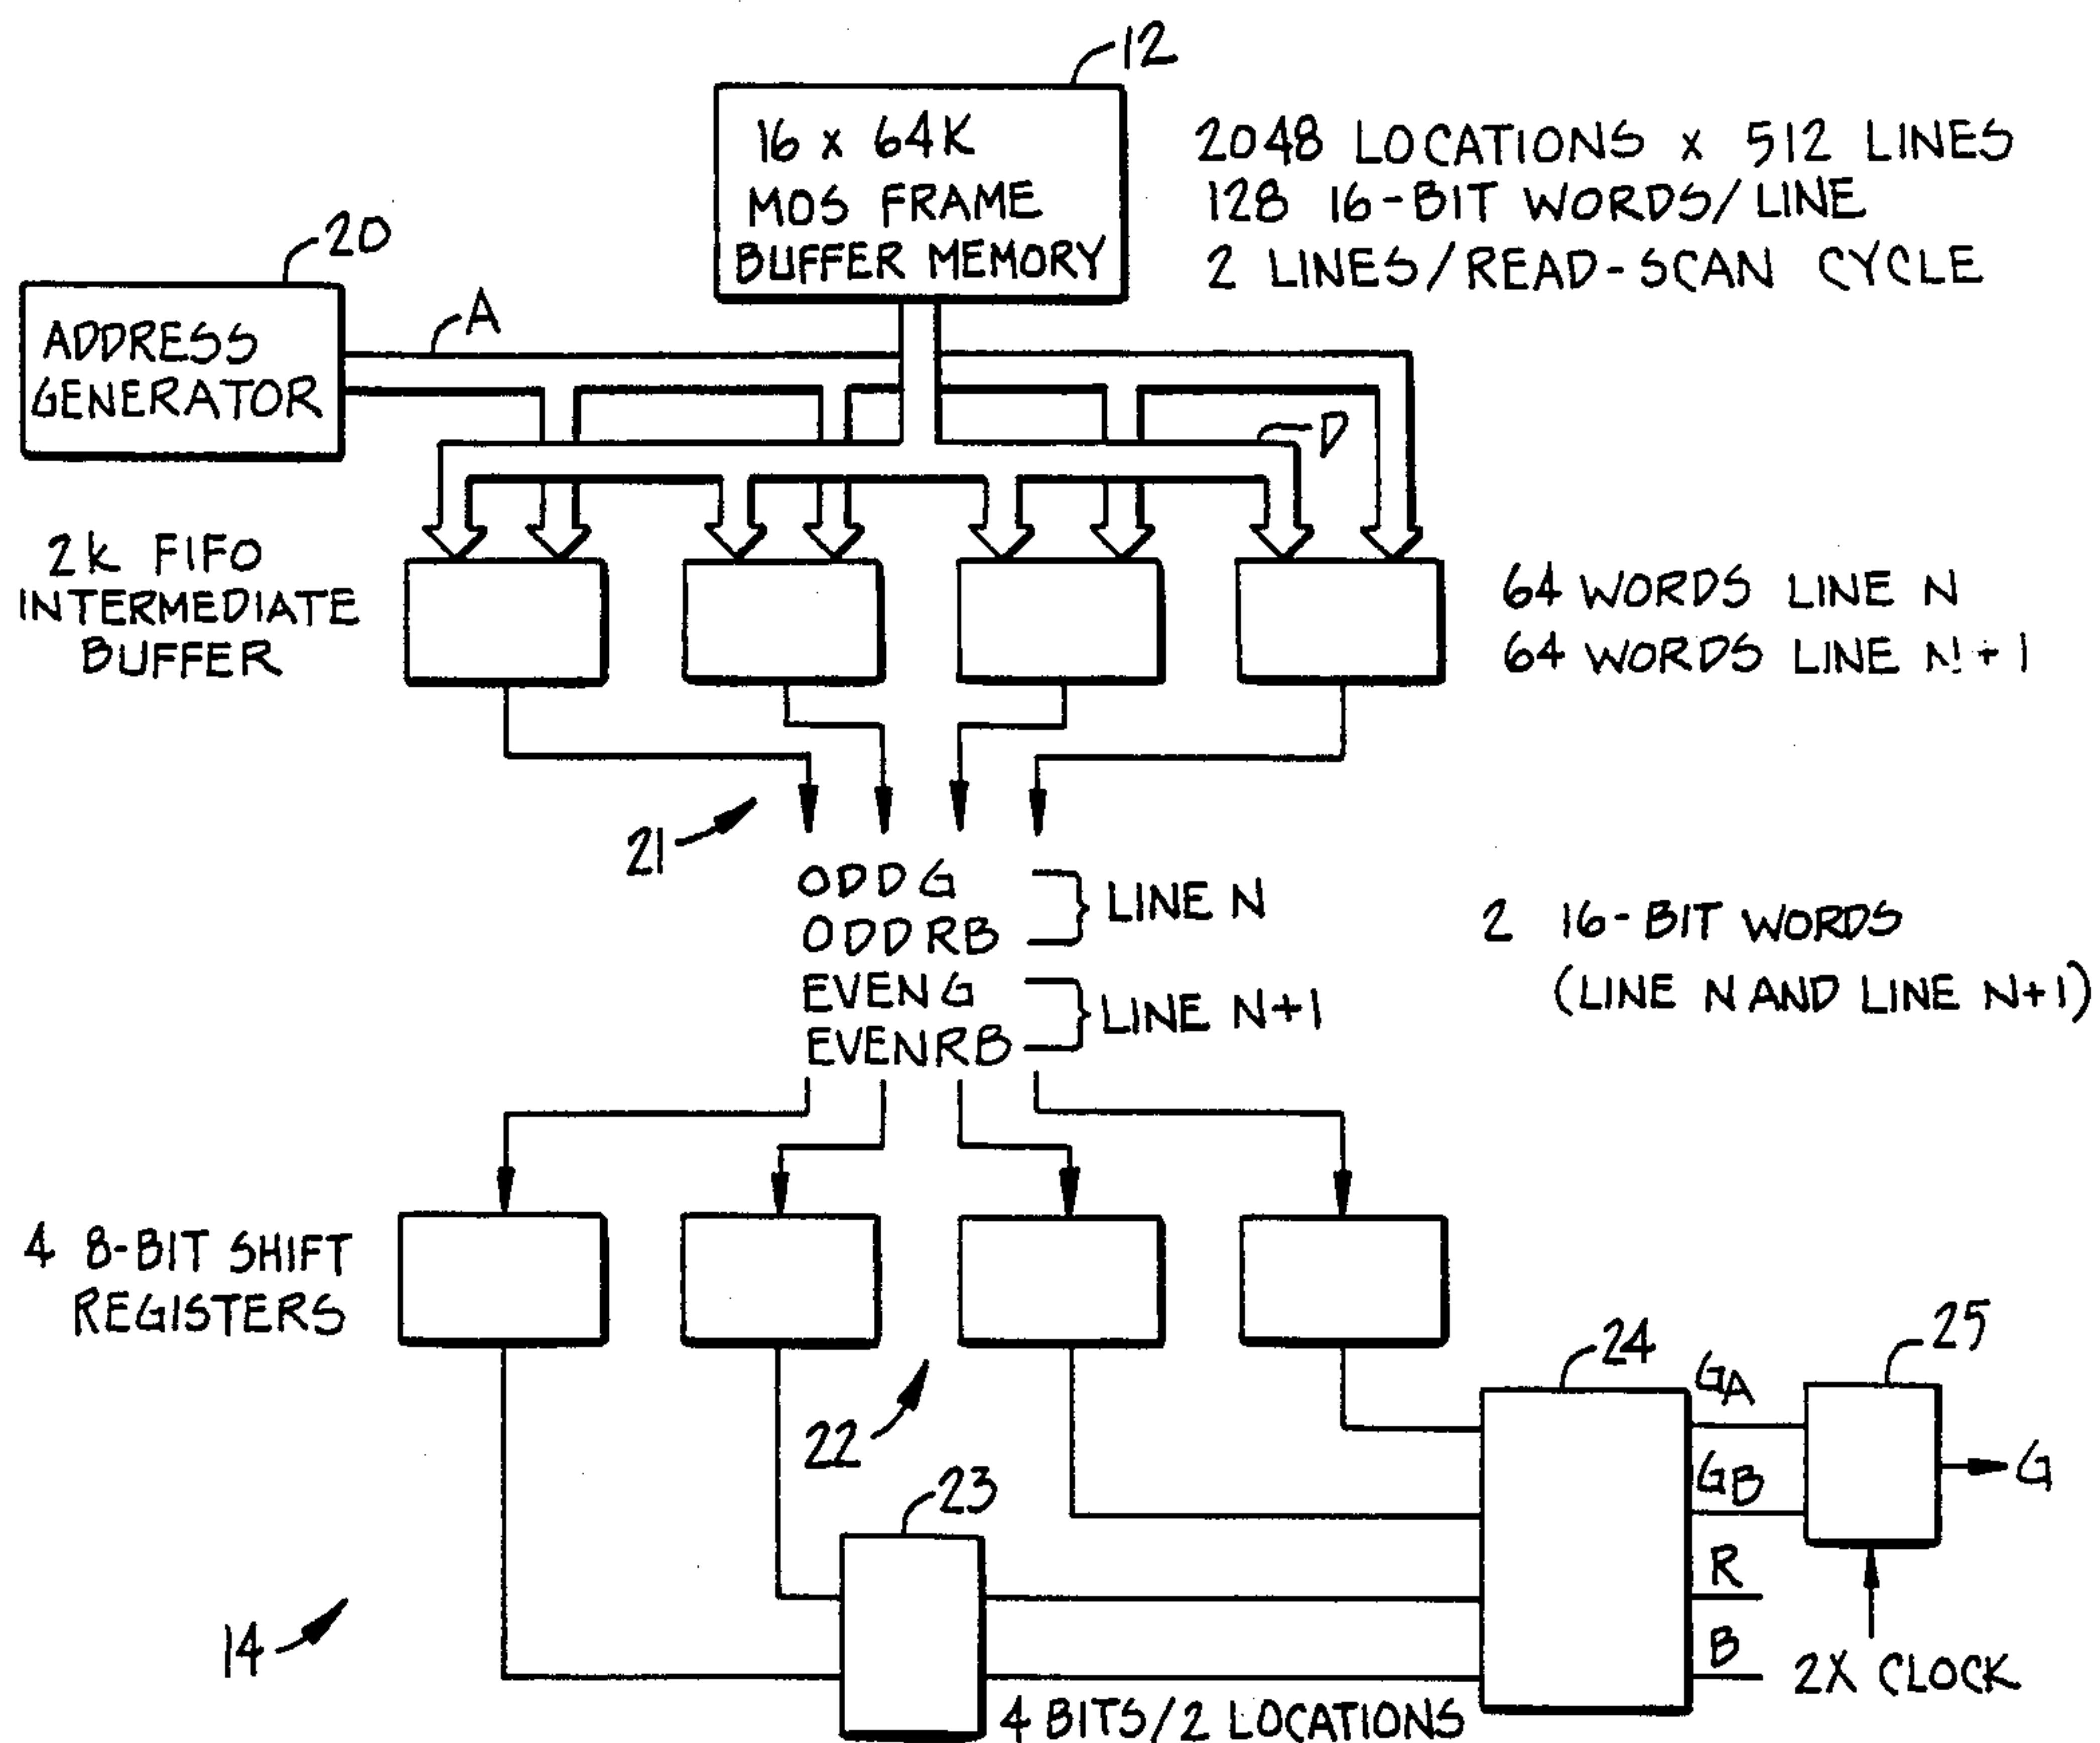 12
16 x 64K
MOS FRAME
BUFFER MEMORY
2048 LOCATIONS x 512 LINES
128 16-BIT WORDS/LINE
2 LINES/READ-SCAN CYCLE
20
ADDRESS
GENERATOR
A
D
2k FIFO
INTERMEDIATE
BUFFER
64 WORDS LINE N
64 WORDS LINE N+1
21
ODDG
ODDRB
LINE N
EVENG
EVENRB
LINE N+1
2 16-BIT WORDS
(LINE N AND LINE N+1)
4 8-BIT SHIFT
REGISTERS
22
23
24
25
GA
GB
R
B
G
2X CLOCK
14
4 BITS/2 LOCATIONS